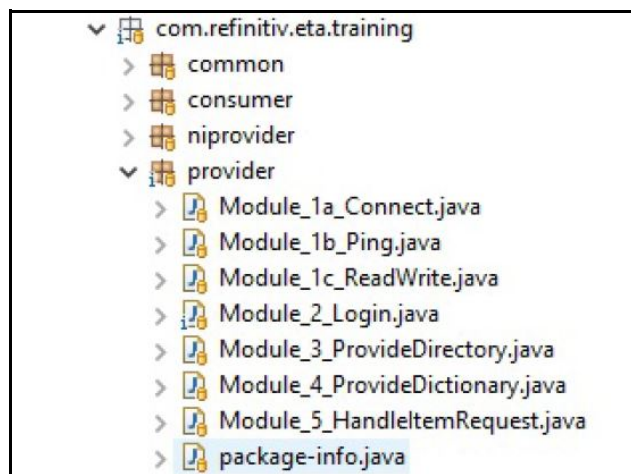 com.refinitiv.eta.training
common
consumer
niprovider
provider
Module_1a_Connect.java
Module_1b_Ping.java
Module_1c_ReadWrite.java
Module_2_Login.java
Module_3_ProvideDirectory.java
Module_4_ProvideDictionary.java
Module_5_HandleItemRequest.java
package-info.java